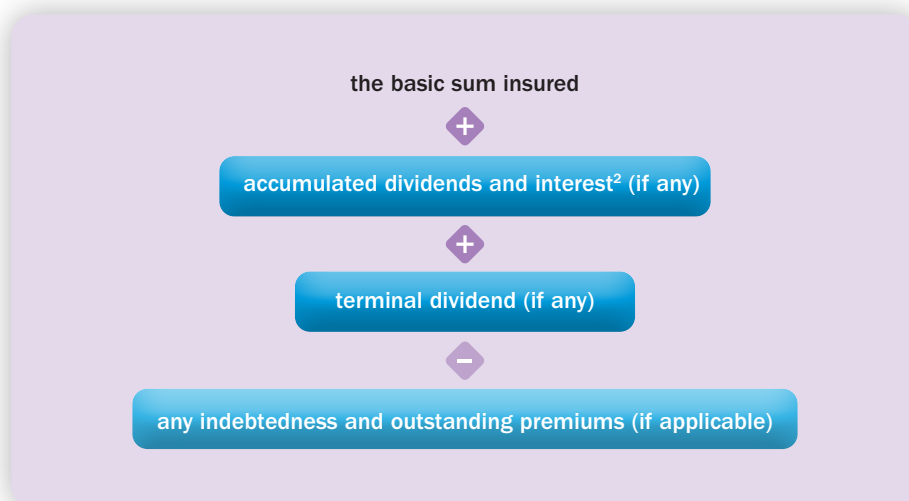 the basic sum insured
+
accumulated dividends and interest² (if any)
+
terminal dividend (if any)
−
any indebtedness and outstanding premiums (if applicable)